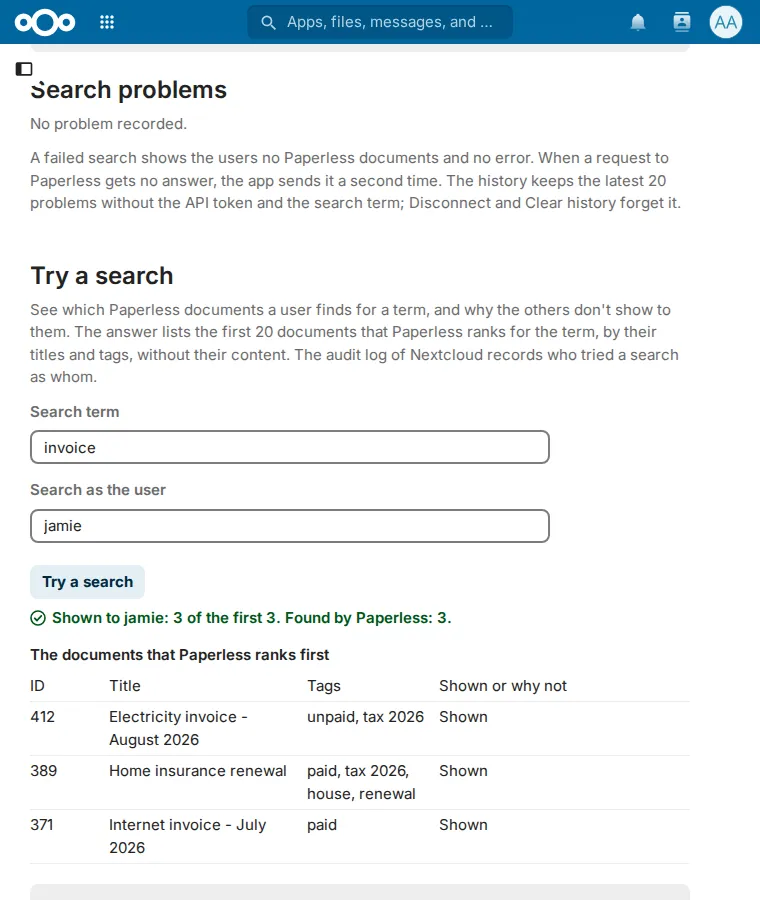 Apps, files, messages, and ...
AA
Search problems
No problem recorded.
A failed search shows the users no Paperless documents and no error. When a request to
Paperless gets no answer, the app sends it a second time. The history keeps the latest 20
problems without the API token and the search term; Disconnect and Clear history forget it.
Try a search
See which Paperless documents a user finds for a term, and why the others don't show to
them. The answer lists the first 20 documents that Paperless ranks for the term, by their
titles and tags, without their content. The audit log of Nextcloud records who tried a search
as whom.
Search term
invoice
Search as the user
jamie
Try a search
Shown to jamie: 3 of the first 3. Found by Paperless: 3.
The documents that Paperless ranks first
ID Title Tags Shown or why not
412 Electricity invoice - unpaid, tax 2026 Shown
August 2026
389 Home insurance renewal paid, tax 2026, Shown
house, renewal
371 Internet invoice - July paid Shown
2026